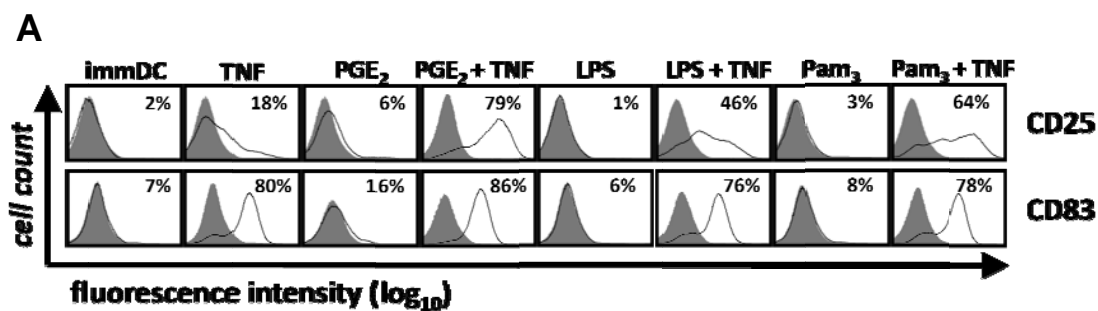 A
immDC TNF PGE₂ PGE₂ + TNF LPS LPS + TNF Pam₃ Pam₃ + TNF
2% 18% 6% 79% 1% 46% 3% 64% CD25
7% 80% 16% 86% 6% 76% 8% 78% CD83
cell count
fluorescence intensity (log₁₀)